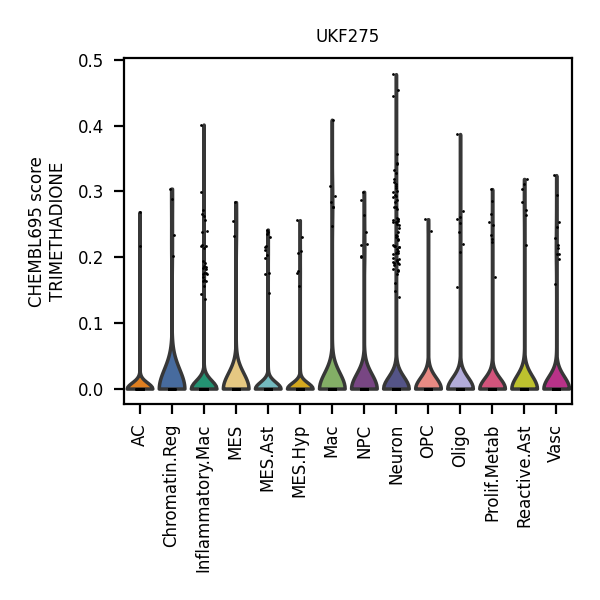 UKF275
CHEMBL695 score
TRIMETHADIONE
0.5
0.4
0.3
0.2
0.1
0.0
AC
Chromatin.Reg
Inflammatory.Mac
MES
MES.Ast
MES.Hyp
Mac
NPC
Neuron
OPC
Oligo
Prolif.Metab
Reactive.Ast
Vasc